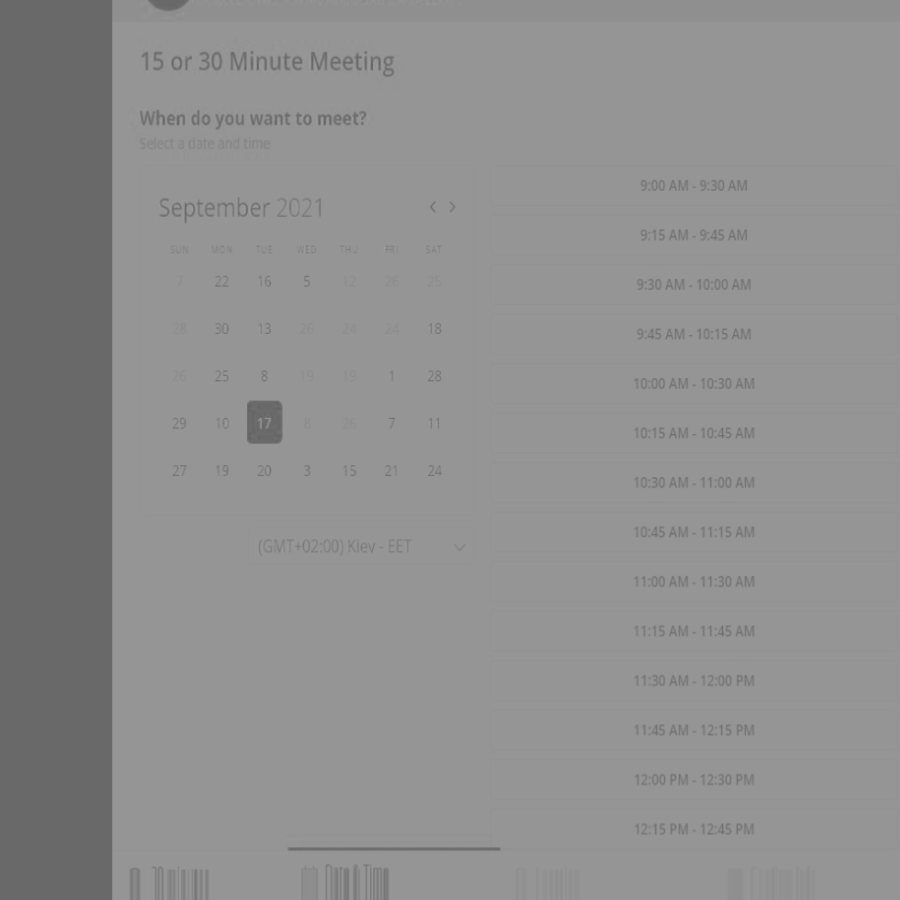 15 or 30 Minute Meeting
When do you want to meet?
Select a date and time
September 2021
SUN MON TUE WED THU FRI SAT
7 22 16 5 12 26 25
28 30 13 26 24 24 18
26 25 8 19 19 1 28
29 10 17 8 26 7 11
27 19 20 3 15 21 24
(GMT+02:00) Kiev - EET
9:00 AM - 9:30 AM
9:15 AM - 9:45 AM
9:30 AM - 10:00 AM
9:45 AM - 10:15 AM
10:00 AM - 10:30 AM
10:15 AM - 10:45 AM
10:30 AM - 11:00 AM
10:45 AM - 11:15 AM
11:00 AM - 11:30 AM
11:15 AM - 11:45 AM
11:30 AM - 12:00 PM
11:45 AM - 12:15 PM
12:00 PM - 12:30 PM
12:15 PM - 12:45 PM
Date & Time